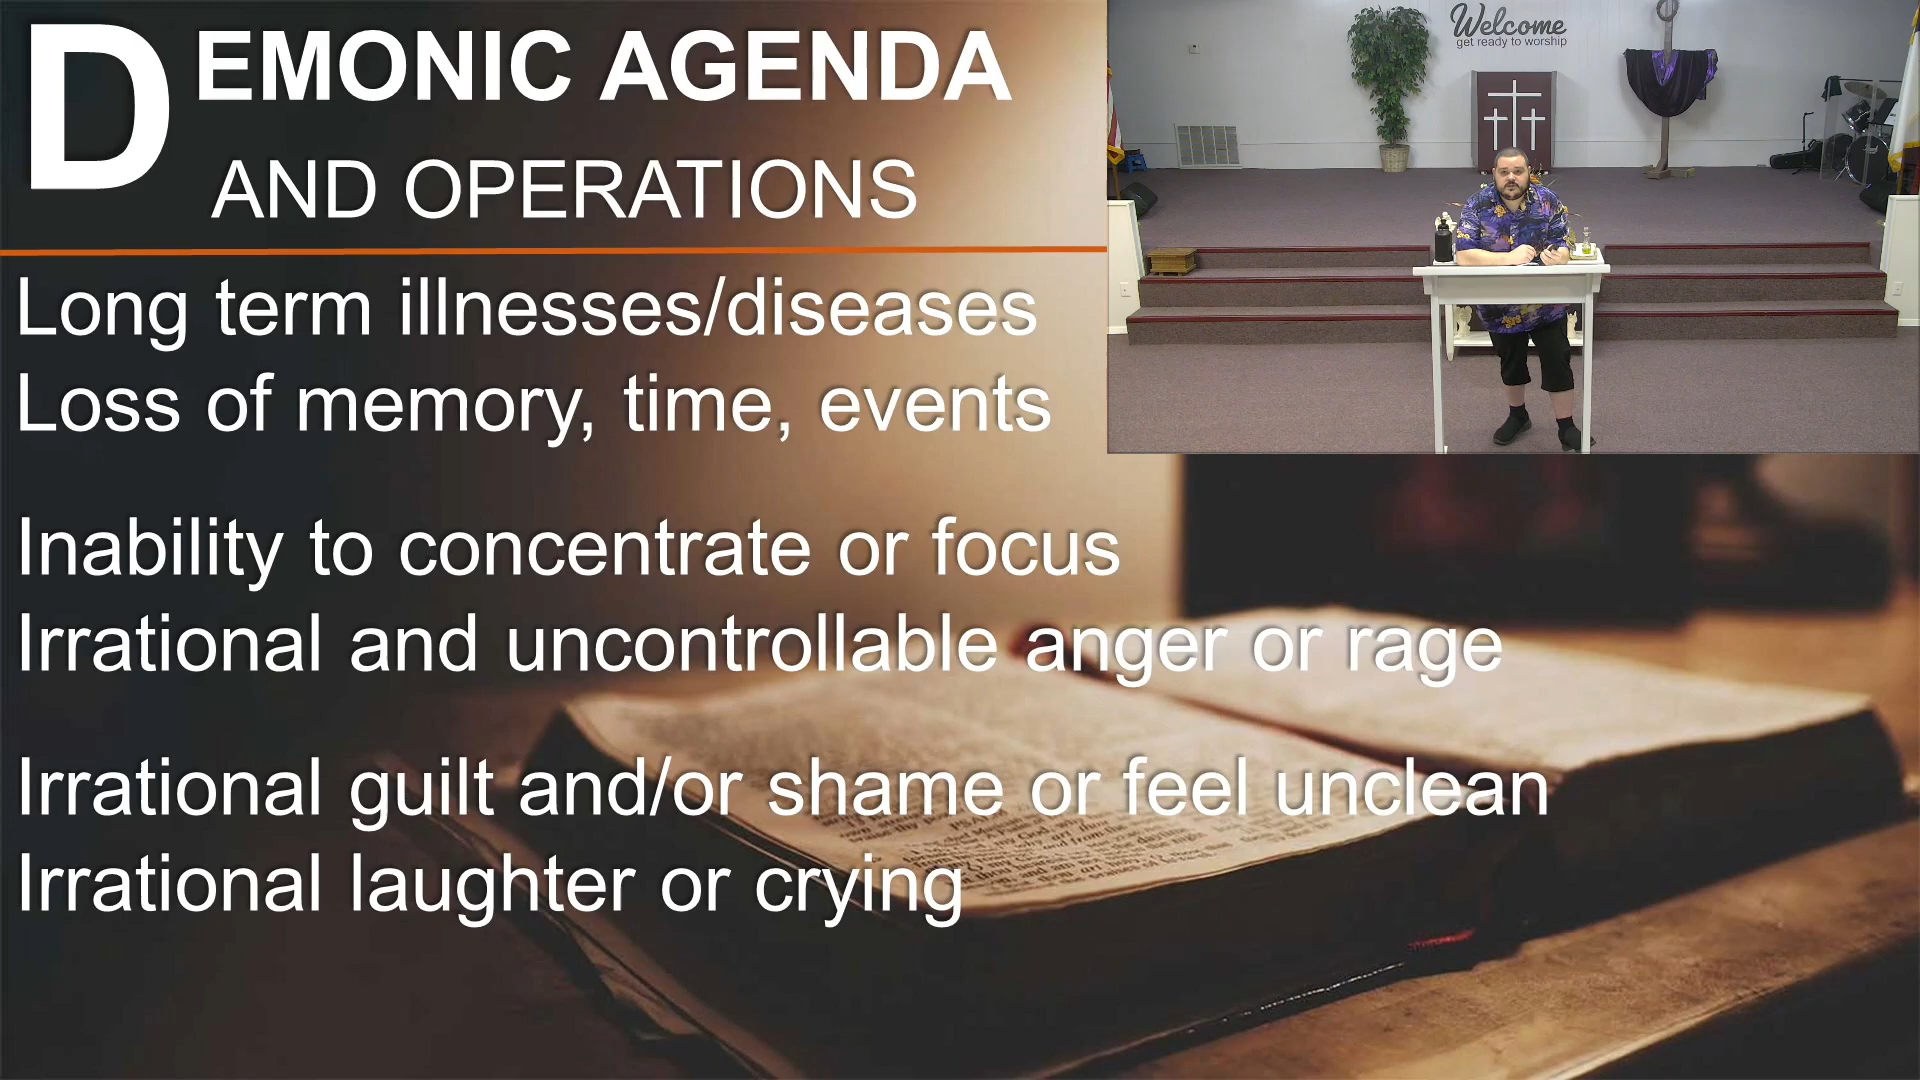 DEMONIC AGENDA
AND OPERATIONS
Welcome
get ready to worship
Long term illnesses/diseases
Loss of memory, time, events
Inability to concentrate or focus
Irrational and uncontrollable anger or rage
Irrational guilt and/or shame or feel unclean
Irrational laughter or crying